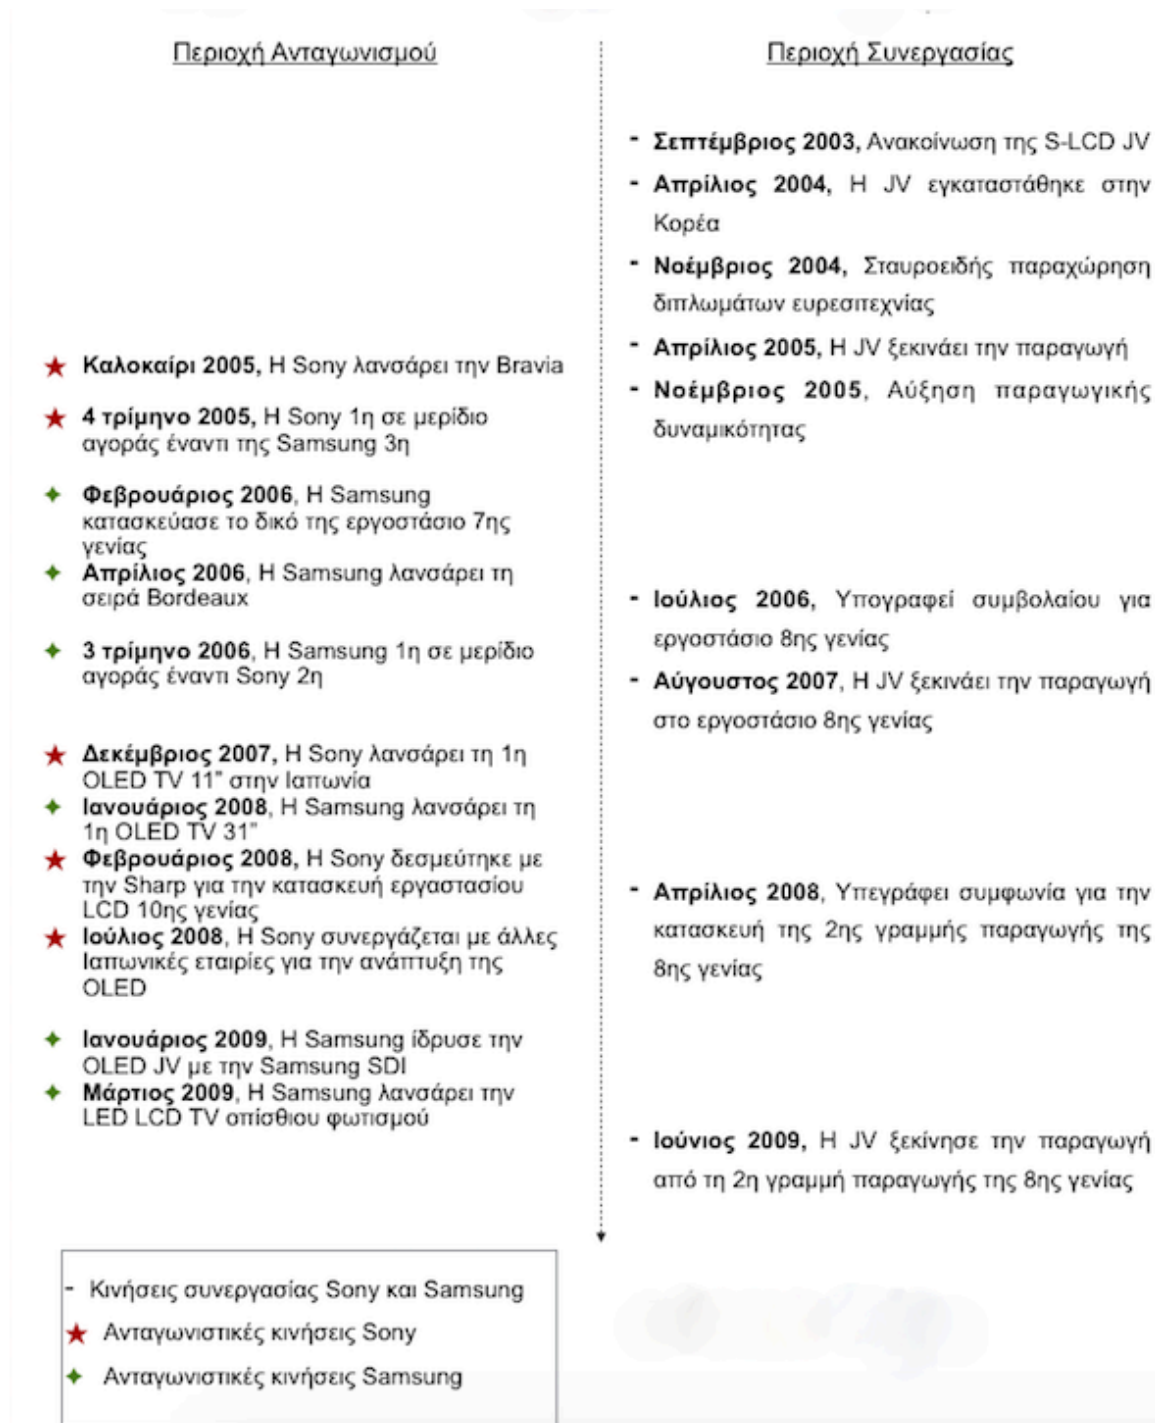 Περιοχή Ανταγωνισμού
★ Καλοκαίρι 2005, Η Sony λανσάρει την Bravia
★ 4 τρίμηνο 2005, Η Sony 1η σε μερίδιο
αγοράς έναντι της Samsung 3η
✦ Φεβρουάριος 2006, Η Samsung
κατασκεύασε το δικό της εργοστάσιο 7ης
γενίας
✦ Απρίλιος 2006, Η Samsung λανσάρει τη
σειρά Bordeaux
✦ 3 τρίμηνο 2006, Η Samsung 1η σε μερίδιο
αγοράς έναντι Sony 2η
★ Δεκέμβριος 2007, Η Sony λανσάρει τη 1η
OLED TV 11” στην Ιαπωνία
✦ Ιανουάριος 2008, Η Samsung λανσάρει τη
1η OLED TV 31”
★ Φεβρουάριος 2008, Η Sony δεσμεύτηκε με
την Sharp για την κατασκευή εργαστασίου
LCD 10ης γενίας
★ Ιούλιος 2008, Η Sony συνεργάζεται με άλλες
Ιαπωνικές εταιρίες για την ανάπτυξη της
OLED
✦ Ιανουάριος 2009, Η Samsung ίδρυσε την
OLED JV με την Samsung SDI
✦ Μάρτιος 2009, Η Samsung λανσάρει την
LED LCD TV οπίσθιου φωτισμού
Περιοχή Συνεργασίας
- Σεπτέμβριος 2003, Ανακοίνωση της S-LCD JV
- Απρίλιος 2004, Η JV εγκαταστάθηκε στην
Κορέα
- Νοέμβριος 2004, Σταυροειδής παραχώρηση
διπλωμάτων ευρεσιτεχνίας
- Απρίλιος 2005, Η JV ξεκινάει την παραγωγή
- Νοέμβριος 2005, Αύξηση παραγωγικής
δυναμικότητας
- Ιούλιος 2006, Υπογραφεί συμβολαίου για
εργοστάσιο 8ης γενίας
- Αύγουστος 2007, Η JV ξεκινάει την παραγωγή
στο εργοστάσιο 8ης γενίας
- Απρίλιος 2008, Υπεγράφει συμφωνία για την
κατασκευή της 2ης γραμμής παραγωγής της
8ης γενίας
- Ιούνιος 2009, Η JV ξεκίνησε την παραγωγή
από τη 2η γραμμή παραγωγής της 8ης γενίας
- Κινήσεις συνεργασίας Sony και Samsung
★ Ανταγωνιστικές κινήσεις Sony
✦ Ανταγωνιστικές κινήσεις Samsung